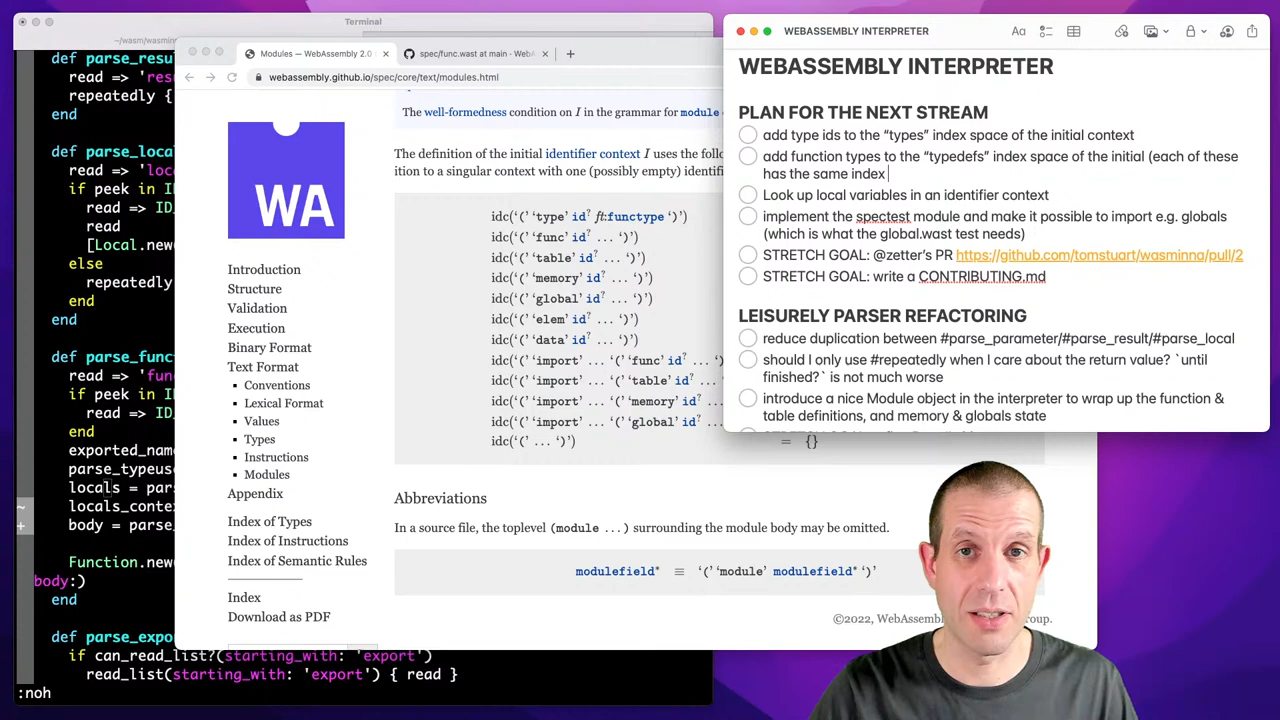 Terminal
~/wasm/wasminn
def parse_resu
read => 'res
repeatedly {
end
def parse_loca
read => 'loc
if peek in ID
read => ID
read
[Local.new
else
repeatedly
end
end
def parse_func
read => 'fun
if peek in ID
read => ID
end
exported_name
parse_typeuse
locals = pars
locals_contex
body = parse_
Function.new(
body:)
end
def parse_expor
if can_read_list?(starting_with: 'export')
read_list(starting_with: 'export') { read }
:noh
Modules — WebAssembly 2.0
spec/func.wast at main · WebA
webassembly.github.io/spec/core/text/modules.html
WA
Introduction
Structure
Validation
Execution
Binary Format
Text Format
Conventions
Lexical Format
Values
Types
Instructions
Modules
Appendix
Index of Types
Index of Instructions
Index of Semantic Rules
Index
Download as PDF
The well-formedness condition on I in the grammar for module
The definition of the initial identifier context I uses the follo
ition to a singular context with one (possibly empty) identifi
idc(‘(’ ‘type’ id? ft:functype ‘)’)
idc(‘(’ ‘func’ id? … ‘)’)
idc(‘(’ ‘table’ id? … ‘)’)
idc(‘(’ ‘memory’ id? … ‘)’)
idc(‘(’ ‘global’ id? … ‘)’)
idc(‘(’ ‘elem’ id? … ‘)’)
idc(‘(’ ‘data’ id? … ‘)’)
idc(‘(’ ‘import’ … ‘(’ ‘func’ id?
idc(‘(’ ‘import’ … ‘(’ ‘table’ id?
idc(‘(’ ‘import’ … ‘(’ ‘memory’ id?
idc(‘(’ ‘import’ … ‘(’ ‘global’ id?
idc(‘(’ … ‘)’) = {}
Abbreviations
In a source file, the toplevel (module …) surrounding the module body may be omitted.
modulefield* ≡ ‘(’ ‘module’ modulefield* ‘)’
©2022, WebAssembly
roup.
WEBASSEMBLY INTERPRETER
Aa
WEBASSEMBLY INTERPRETER
PLAN FOR THE NEXT STREAM
add type ids to the “types” index space of the initial context
add function types to the “typedefs” index space of the initial (each of these
has the same index
Look up local variables in an identifier context
implement the spectest module and make it possible to import e.g. globals
(which is what the global.wast test needs)
STRETCH GOAL: @zetter’s PR https://github.com/tomstuart/wasminna/pull/2
STRETCH GOAL: write a CONTRIBUTING.md
LEISURELY PARSER REFACTORING
reduce duplication between #parse_parameter/#parse_result/#parse_local
should I only use #repeatedly when I care about the return value? `until
finished?` is not much worse
introduce a nice Module object in the interpreter to wrap up the function &
table definitions, and memory & globals state